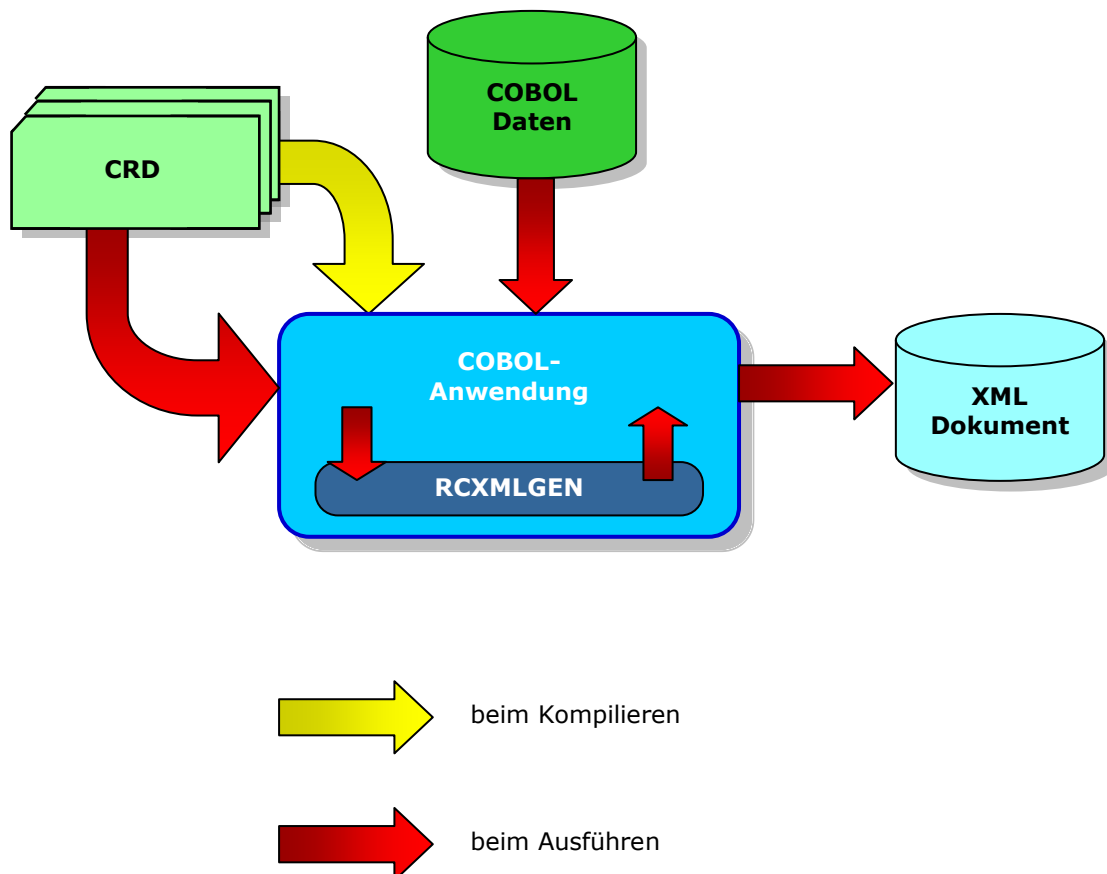 COBOL
Daten
CRD
COBOL-
Anwendung
XML
Dokument
RCXMLGEN
beim Kompilieren
beim Ausführen